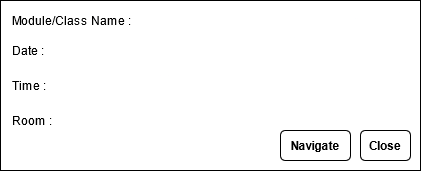 Module/Class Name :
Date :
Time :
Room :
Navigate Close